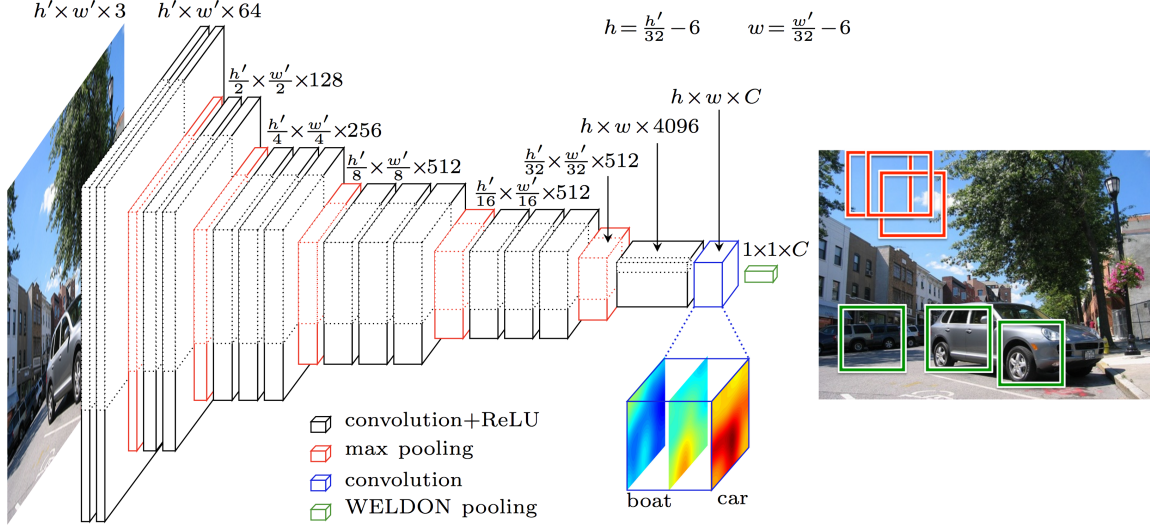 h′×w′×3
h′×w′×64
h = h′/32 − 6
w = w′/32 − 6
h′/2 × w′/2 ×128
h×w×C
h′/4 × w′/4 ×256
h×w×4096
h′/8 × w′/8 ×512
h′/32 × w′/32 ×512
h′/16 × w′/16 ×512
1×1×C
convolution+ReLU
max pooling
convolution
WELDON pooling
boat
car